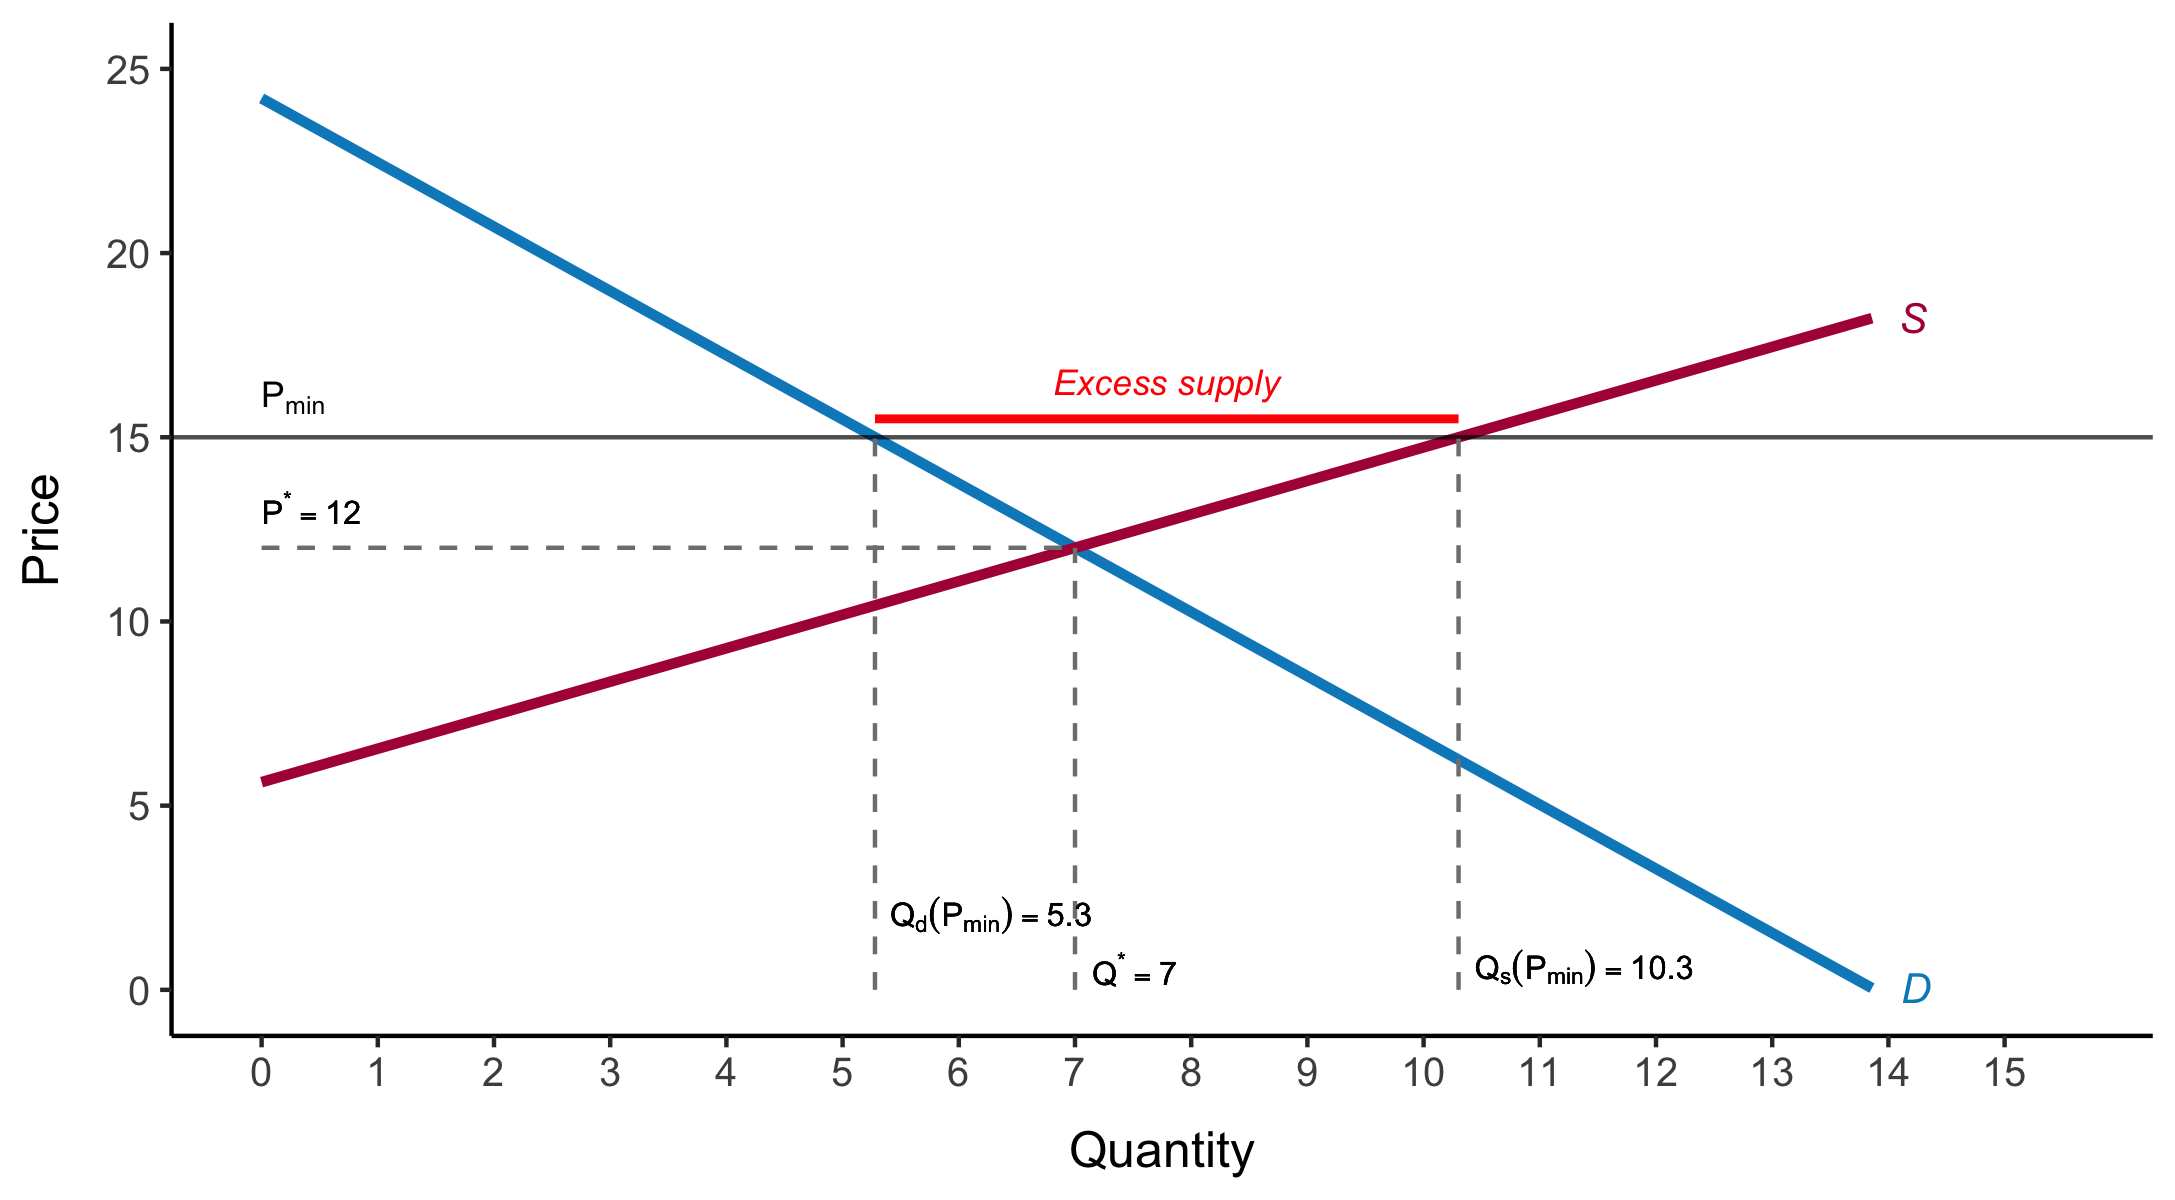 25
20
15
10
5
0
Price
P_min
P* = 12
Excess supply
S
D
Q_d(P_min) = 5.3
Q* = 7
Q_s(P_min) = 10.3
0 1 2 3 4 5 6 7 8 9 10 11 12 13 14 15
Quantity